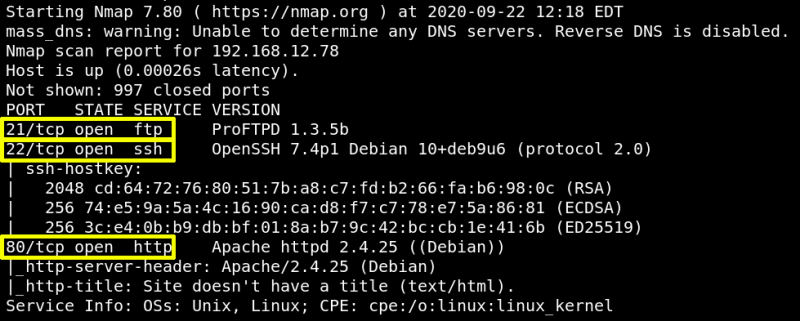 Starting Nmap 7.80 ( https://nmap.org ) at 2020-09-22 12:18 EDT
mass_dns: warning: Unable to determine any DNS servers. Reverse DNS is disabled.
Nmap scan report for 192.168.12.78
Host is up (0.00026s latency).
Not shown: 997 closed ports
PORT   STATE SERVICE VERSION
21/tcp open  ftp     ProFTPD 1.3.5b
22/tcp open  ssh     OpenSSH 7.4p1 Debian 10+deb9u6 (protocol 2.0)
| ssh-hostkey:
|   2048 cd:64:72:76:80:51:7b:a8:c7:fd:b2:66:fa:b6:98:0c (RSA)
|   256 74:e5:9a:5a:4c:16:90:ca:d8:f7:c7:78:e7:5a:86:81 (ECDSA)
|   256 3c:e4:0b:b9:db:bf:01:8a:b7:9c:42:bc:cb:1e:41:6b (ED25519)
80/tcp open  http    Apache httpd 2.4.25 ((Debian))
|_http-server-header: Apache/2.4.25 (Debian)
|_http-title: Site doesn't have a title (text/html).
Service Info: OSs: Unix, Linux; CPE: cpe:/o:linux:linux_kernel